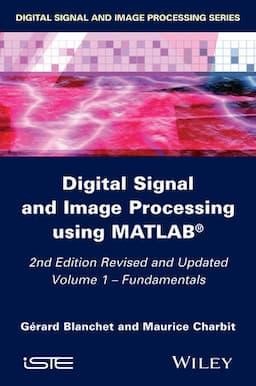 DIGITAL SIGNAL AND IMAGE PROCESSING SERIES
Digital Signal
and Image Processing
using MATLAB®
2nd Edition Revised and Updated
Volume 1 – Fundamentals
Gérard Blanchet and Maurice Charbit
iSTE
WILEY